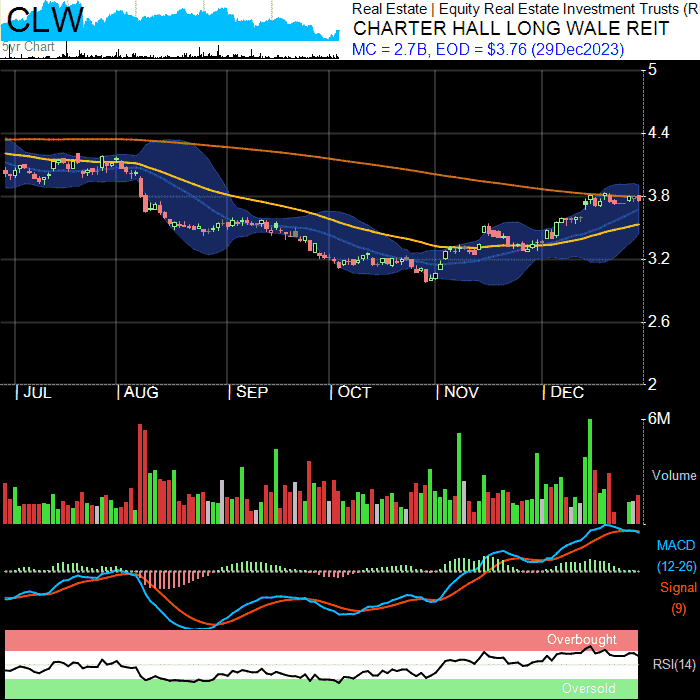 CLW
5yr Chart
Real Estate | Equity Real Estate Investment Trusts (R
CHARTER HALL LONG WALE REIT
MC = 2.7B, EOD = $3.76 (29Dec2023)
5
4.4
3.8
3.2
2.6
2
JUL AUG SEP OCT NOV DEC
6M
Volume
MACD
(12-26)
Signal
(9)
Overbought
RSI(14)
Oversold